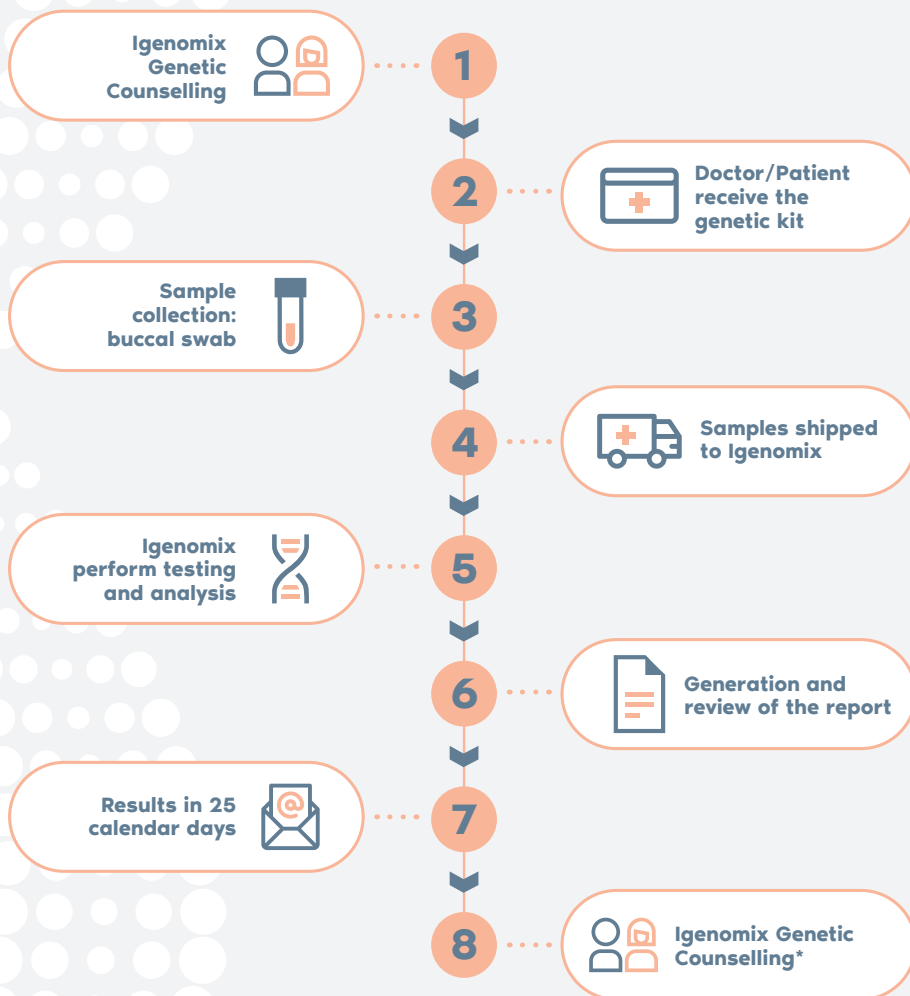 Igenomix
Genetic
Counselling
1
2
Doctor/Patient
receive the
genetic kit
Sample
collection:
buccal swab
3
4
Samples shipped
to Igenomix
Igenomix
perform testing
and analysis
5
6
Generation and
review of the report
Results in 25
calendar days
@
7
8
Igenomix Genetic
Counselling*